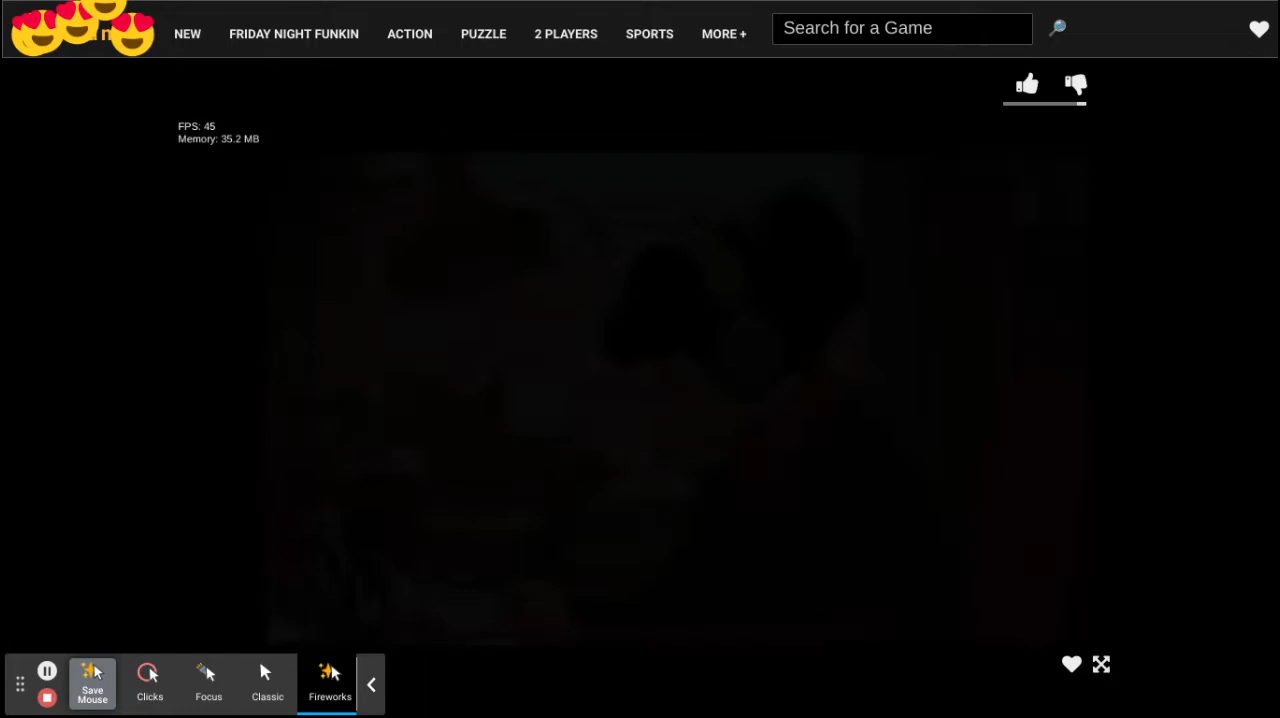 NEW FRIDAY NIGHT FUNKIN ACTION PUZZLE 2 PLAYERS SPORTS MORE + Search for a Game
FPS: 45
Memory: 35.2 MB
Save Mouse Clicks Focus Classic Fireworks